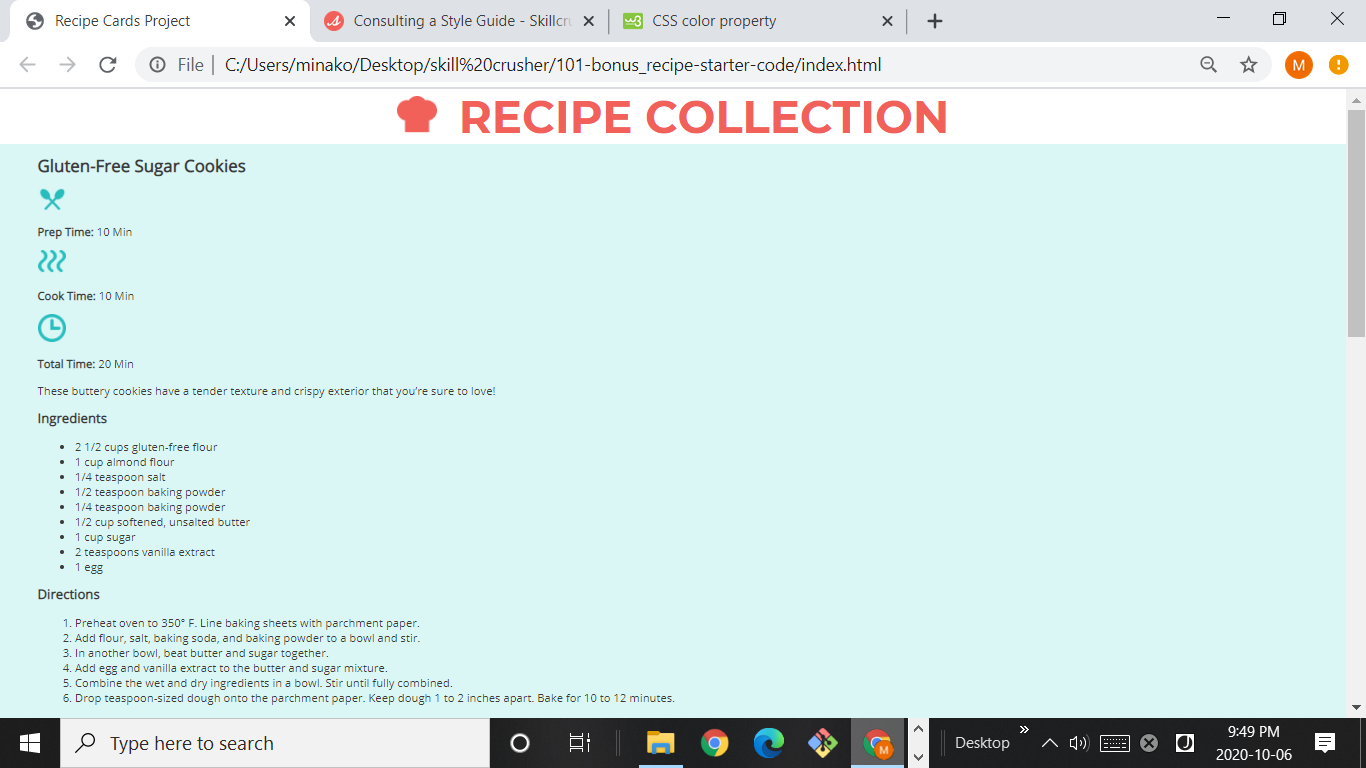 Recipe Cards Project
Consulting a Style Guide - Skillcru
CSS color property
File
C:/Users/minako/Desktop/skill%20crusher/101-bonus_recipe-starter-code/index.html
M
RECIPE COLLECTION
Gluten-Free Sugar Cookies
Prep Time: 10 Min
Cook Time: 10 Min
Total Time: 20 Min
These buttery cookies have a tender texture and crispy exterior that you're sure to love!
Ingredients
• 2 1/2 cups gluten-free flour
• 1 cup almond flour
• 1/4 teaspoon salt
• 1/2 teaspoon baking powder
• 1/4 teaspoon baking powder
• 1/2 cup softened, unsalted butter
• 1 cup sugar
• 2 teaspoons vanilla extract
• 1 egg
Directions
1. Preheat oven to 350° F. Line baking sheets with parchment paper.
2. Add flour, salt, baking soda, and baking powder to a bowl and stir.
3. In another bowl, beat butter and sugar together.
4. Add egg and vanilla extract to the butter and sugar mixture.
5. Combine the wet and dry ingredients in a bowl. Stir until fully combined.
6. Drop teaspoon-sized dough onto the parchment paper. Keep dough 1 to 2 inches apart. Bake for 10 to 12 minutes.
Type here to search
M
Desktop
J
9:49 PM
2020-10-06